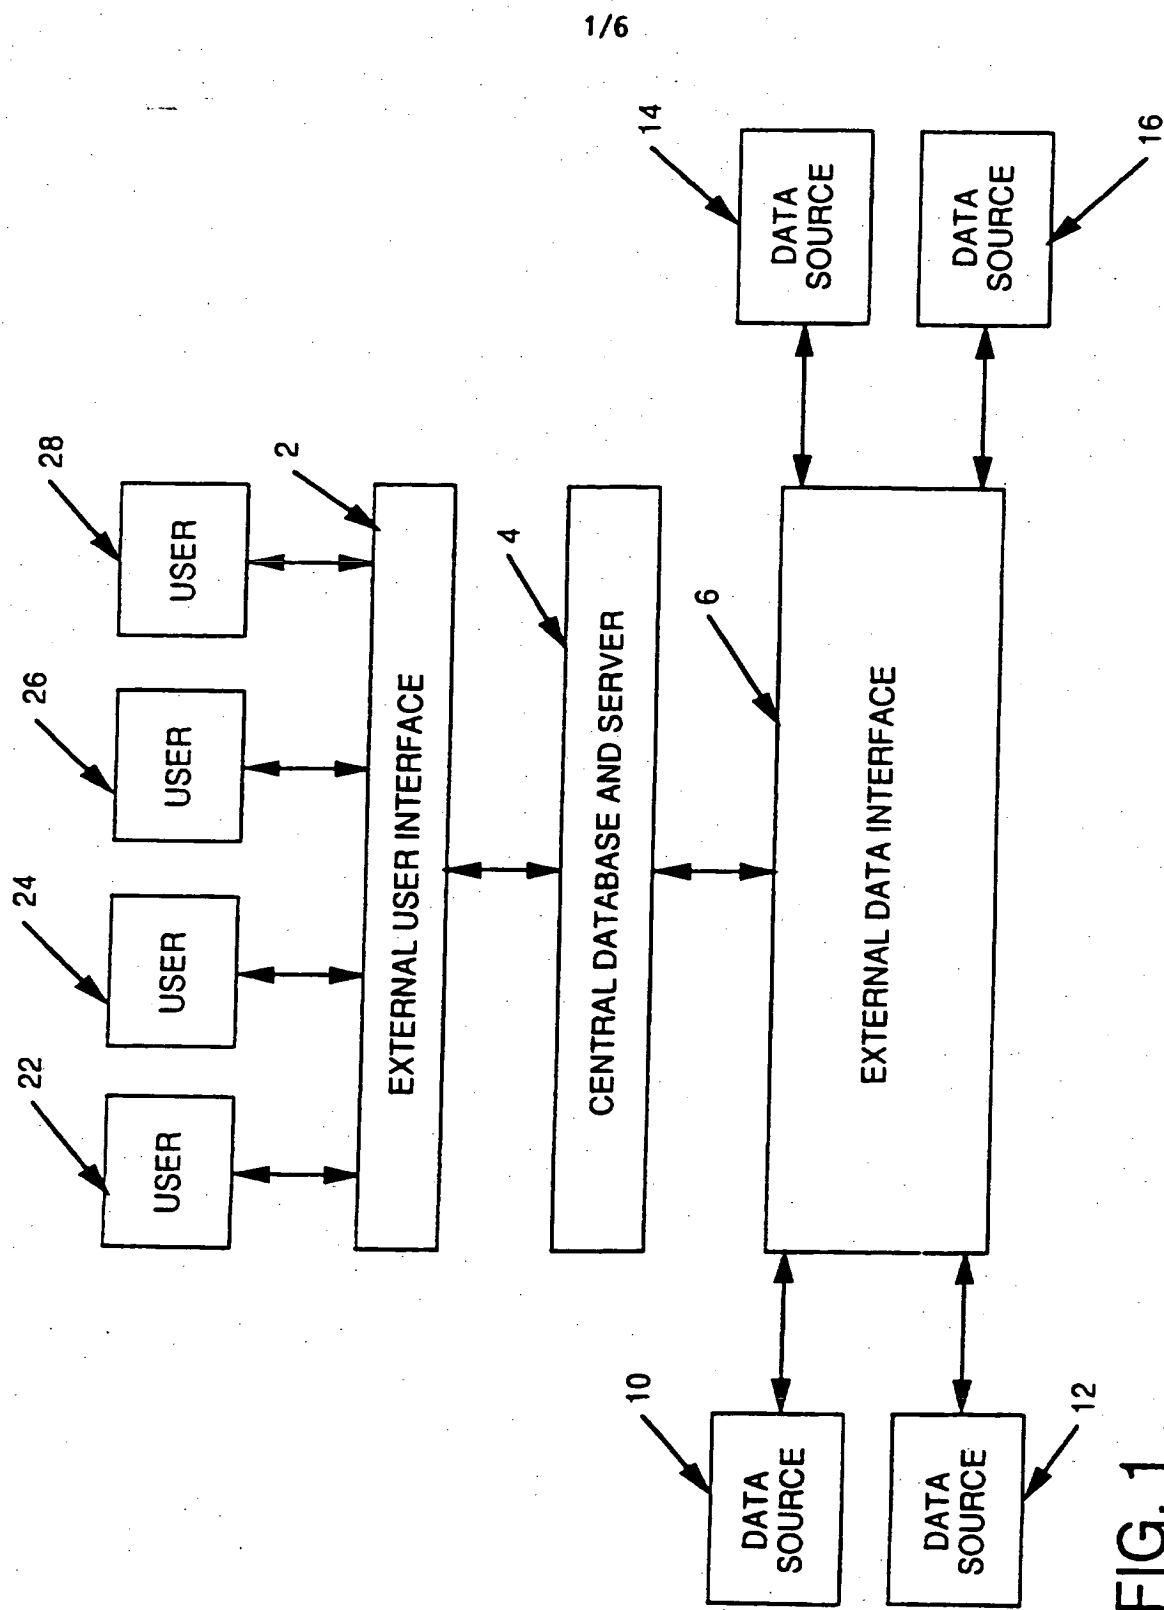 1/6
22
24
26
28
USER
USER
USER
USER
2
EXTERNAL USER INTERFACE
4
CENTRAL DATABASE AND SERVER
6
EXTERNAL DATA INTERFACE
10
DATA
SOURCE
12
DATA
SOURCE
14
DATA
SOURCE
16
DATA
SOURCE
FIG. 1